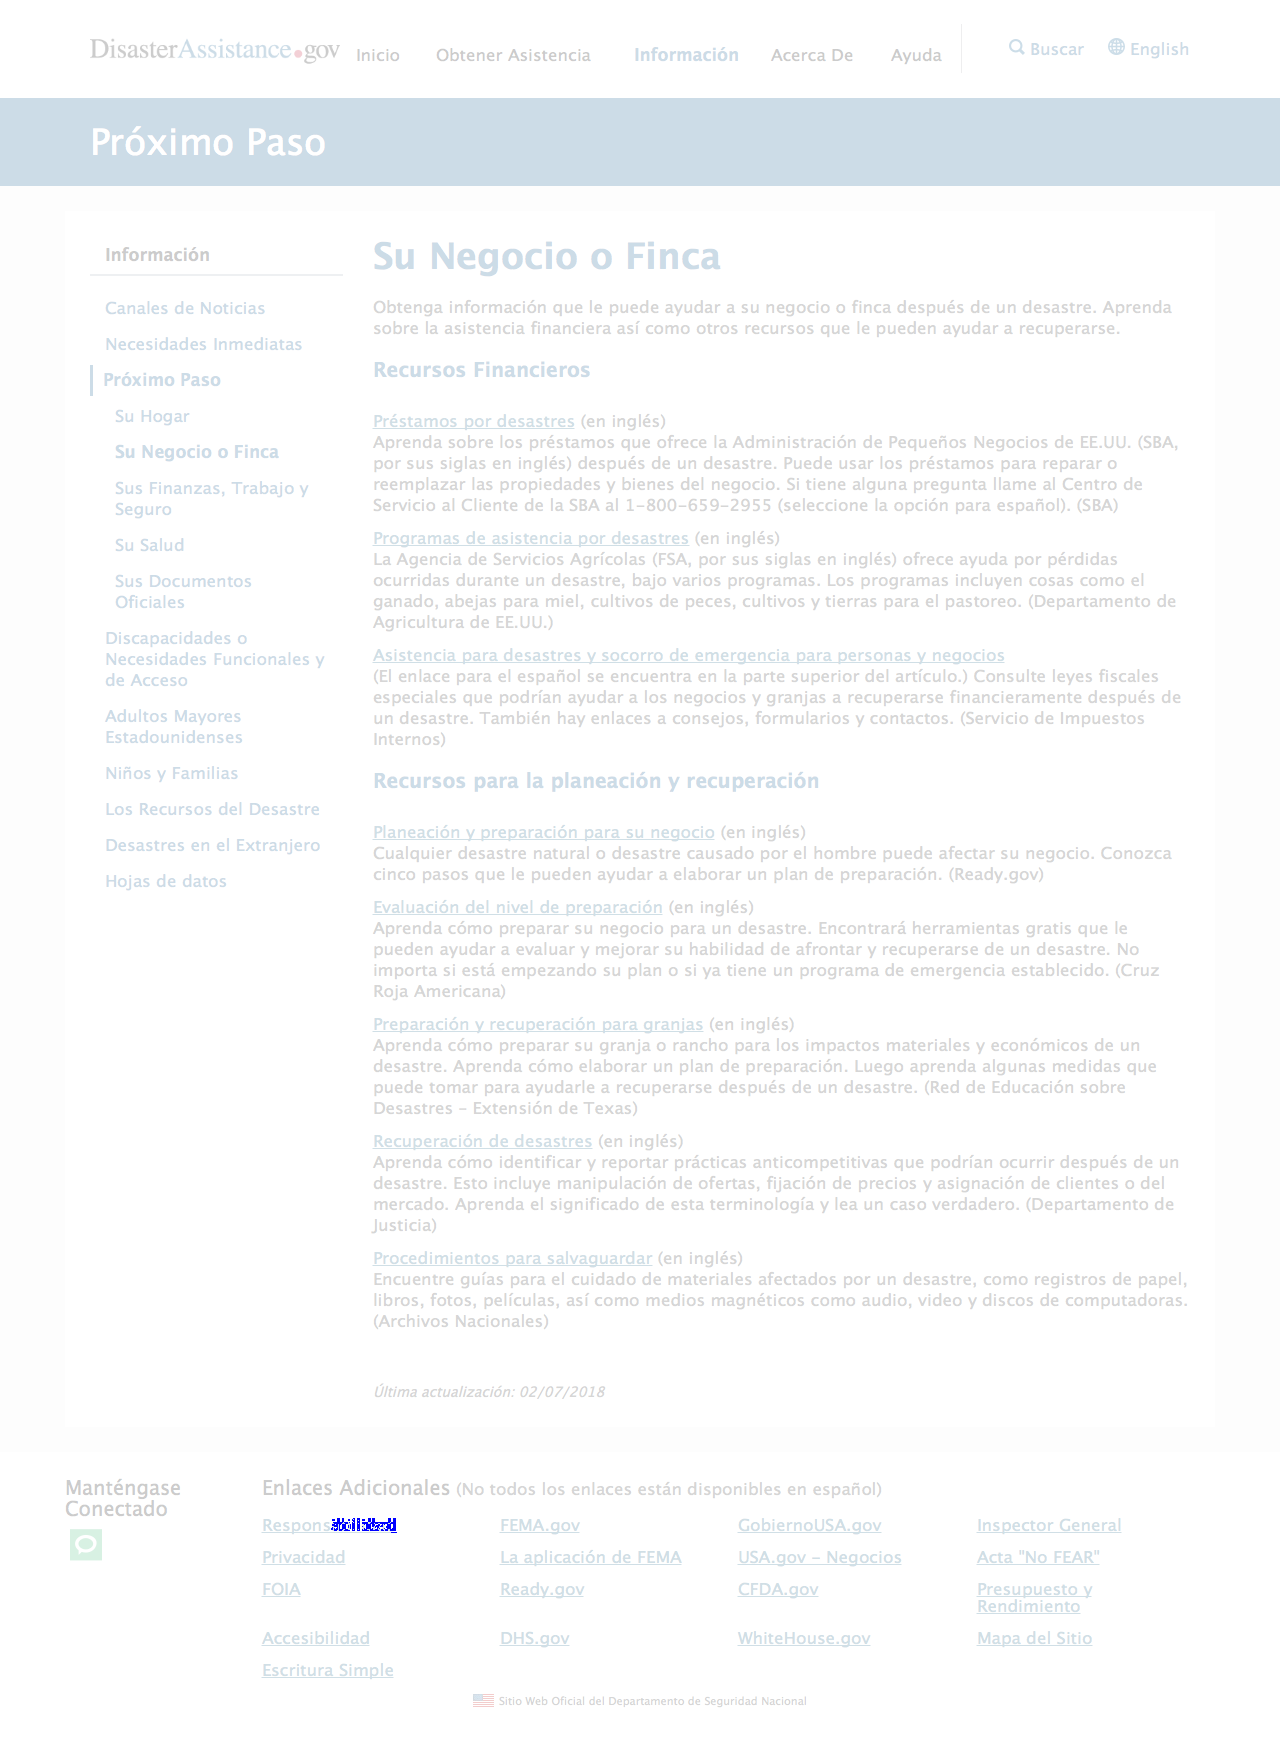 DisasterAssistance.gov Inicio Obtener Asistencia Información Acerca De Ayuda Buscar English
Próximo Paso
Información
Canales de Noticias
Necesidades Inmediatas
Próximo Paso
Su Hogar
Su Negocio o Finca
Sus Finanzas, Trabajo y
Seguro
Su Salud
Sus Documentos
Oficiales
Discapacidades o
Necesidades Funcionales y
de Acceso
Adultos Mayores
Estadounidenses
Niños y Familias
Los Recursos del Desastre
Desastres en el Extranjero
Hojas de datos
Su Negocio o Finca
Obtenga información que le puede ayudar a su negocio o finca después de un desastre. Aprenda
sobre la asistencia financiera así como otros recursos que le pueden ayudar a recuperarse.
Recursos Financieros
Préstamos por desastres (en inglés)
Aprenda sobre los préstamos que ofrece la Administración de Pequeños Negocios de EE.UU. (SBA,
por sus siglas en inglés) después de un desastre. Puede usar los préstamos para reparar o
reemplazar las propiedades y bienes del negocio. Si tiene alguna pregunta llame al Centro de
Servicio al Cliente de la SBA al 1-800-659-2955 (seleccione la opción para español). (SBA)
Programas de asistencia por desastres (en inglés)
La Agencia de Servicios Agrícolas (FSA, por sus siglas en inglés) ofrece ayuda por pérdidas
ocurridas durante un desastre, bajo varios programas. Los programas incluyen cosas como el
ganado, abejas para miel, cultivos de peces, cultivos y tierras para el pastoreo. (Departamento de
Agricultura de EE.UU.)
Asistencia para desastres y socorro de emergencia para personas y negocios
(El enlace para el español se encuentra en la parte superior del artículo.) Consulte leyes fiscales
especiales que podrían ayudar a los negocios y granjas a recuperarse financieramente después de
un desastre. También hay enlaces a consejos, formularios y contactos. (Servicio de Impuestos
Internos)
Recursos para la planeación y recuperación
Planeación y preparación para su negocio (en inglés)
Cualquier desastre natural o desastre causado por el hombre puede afectar su negocio. Conozca
cinco pasos que le pueden ayudar a elaborar un plan de preparación. (Ready.gov)
Evaluación del nivel de preparación (en inglés)
Aprenda cómo preparar su negocio para un desastre. Encontrará herramientas gratis que le
pueden ayudar a evaluar y mejorar su habilidad de afrontar y recuperarse de un desastre. No
importa si está empezando su plan o si ya tiene un programa de emergencia establecido. (Cruz
Roja Americana)
Preparación y recuperación para granjas (en inglés)
Aprenda cómo preparar su granja o rancho para los impactos materiales y económicos de un
desastre. Aprenda cómo elaborar un plan de preparación. Luego aprenda algunas medidas que
puede tomar para ayudarle a recuperarse después de un desastre. (Red de Educación sobre
Desastres - Extensión de Texas)
Recuperación de desastres (en inglés)
Aprenda cómo identificar y reportar prácticas anticompetitivas que podrían ocurrir después de un
desastre. Esto incluye manipulación de ofertas, fijación de precios y asignación de clientes o del
mercado. Aprenda el significado de esta terminología y lea un caso verdadero. (Departamento de
Justicia)
Procedimientos para salvaguardar (en inglés)
Encuentre guías para el cuidado de materiales afectados por un desastre, como registros de papel,
libros, fotos, películas, así como medios magnéticos como audio, video y discos de computadoras.
(Archivos Nacionales)
Última actualización: 02/07/2018
Manténgase
Conectado
Enlaces Adicionales (No todos los enlaces están disponibles en español)
FEMA.gov GobiernoUSA.gov Inspector General
Privacidad La aplicación de FEMA USA.gov - Negocios Acta "No FEAR"
FOIA Ready.gov CFDA.gov Presupuesto y
Rendimiento
Accesibilidad DHS.gov WhiteHouse.gov Mapa del Sitio
Escritura Simple
Sitio Web Oficial del Departamento de Seguridad Nacional